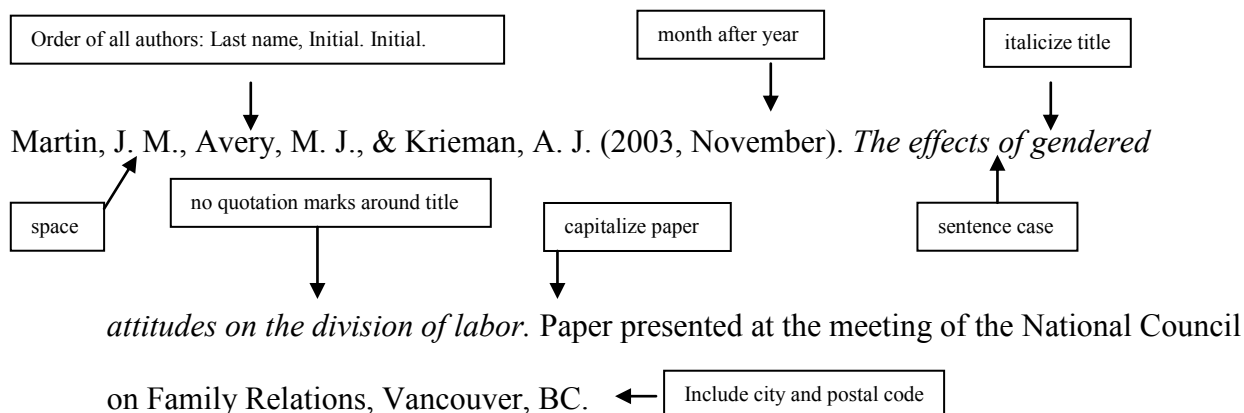 Order of all authors: Last name, Initial. Initial.
month after year
italicize title
Martin, J. M., Avery, M. J., & Krieman, A. J. (2003, November). The effects of gendered
space
no quotation marks around title
capitalize paper
sentence case
attitudes on the division of labor. Paper presented at the meeting of the National Council
on Family Relations, Vancouver, BC.
Include city and postal code